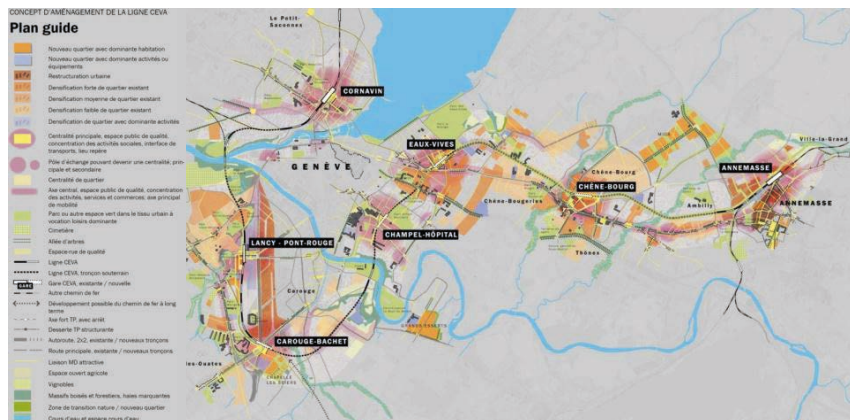 CONCEPT D'AMÉNAGEMENT DE LA LIGNE CEVA
Plan guide
Nouveau quartier avec dominante habitation
Nouveau quartier avec dominante activités ou
équipements
Restructuration urbaine
Densification forte de quartier existant
Densification moyenne de quartier existant
Densification faible de quartier existant
Densification de quartier avec dominante activités
Centralité principale, espace public de qualité,
concentration des activités sociales, interface de
transports, lieu repère
Pôle d'échange pouvant devenir une centralité, prin-
cipale et secondaire
Centralité de quartier
Axe central, espace public de qualité, concentration
des activités, services et commerces, axe principal
de mobilité
Parc ou autre espace vert dans le tissu urbain à
vocation loisirs dominante
Cimetière
Allée d'arbres
Espace-rue de qualité
Ligne CEVA
Ligne CEVA, tronçon souterrain
GARE
Gare CEVA, existante / nouvelle
Autre chemin de fer
Développement possible du chemin de fer à long
terme
Axe fort TP, avec arrêt
Desserte TP structurante
Autoroute, 2x2, existante / nouveaux tronçons
Route principale, existante / nouveaux tronçons
Liaison MD attractive
Espace ouvert agricole
Vignobles
Massifs boisés et forestiers, haies marquantes
Zone de transition nature / nouveau quartier
Cours d'eau et espace cours d'eau
Le Petit-
Saconnex
CORNAVIN
EAUX-VIVES
GENÈVE
Ville-la-Grand
ANNEMASSE
Chêne-Bourg
CHÊNE-BOURG
Ambilly
ANNEMASSE
Chêne-Bougeries
CHAMPEL-HÔPITAL
LANCY - PONT-ROUGE
Thônex
Carouge
CAROUGE-BACHET